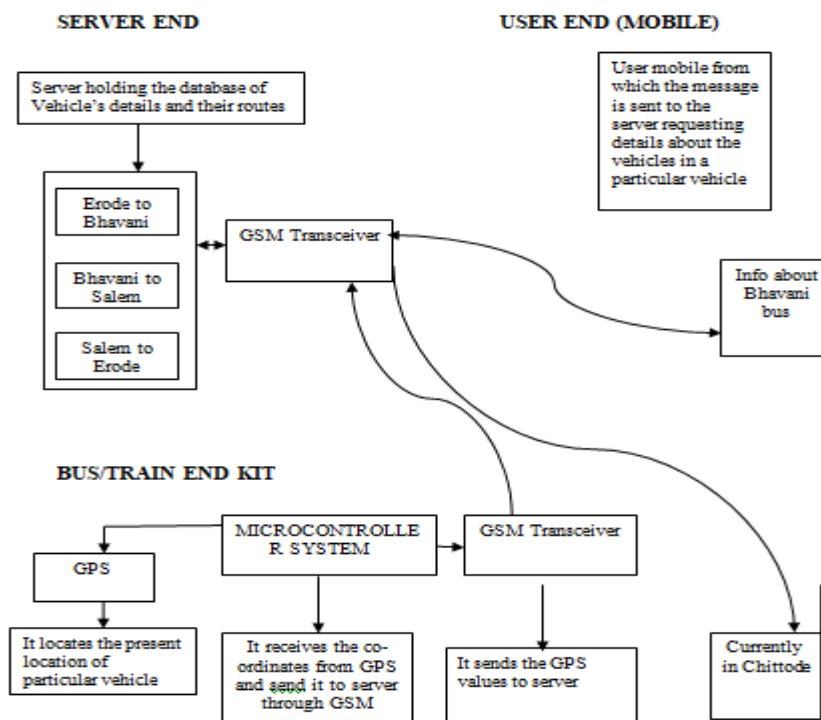 SERVER END
USER END (MOBILE)
Server holding the database of
Vehicle's details and their routes
User mobile from
which the message
is sent to the
server requesting
details about the
vehicles in a
particular vehicle
Erode to
Bhavani
Bhavani to
Salem
Salem to
Erode
GSM Transceiver
Info about
Bhavani
bus
BUS/TRAIN END KIT
GPS
MICROCONTROLLE
R SYSTEM
GSM Transceiver
It locates the present
location of
particular vehicle
It receives the co-
ordinates from GPS
and send it to server
through GSM
It sends the GPS
values to server
Currently
in Chittode